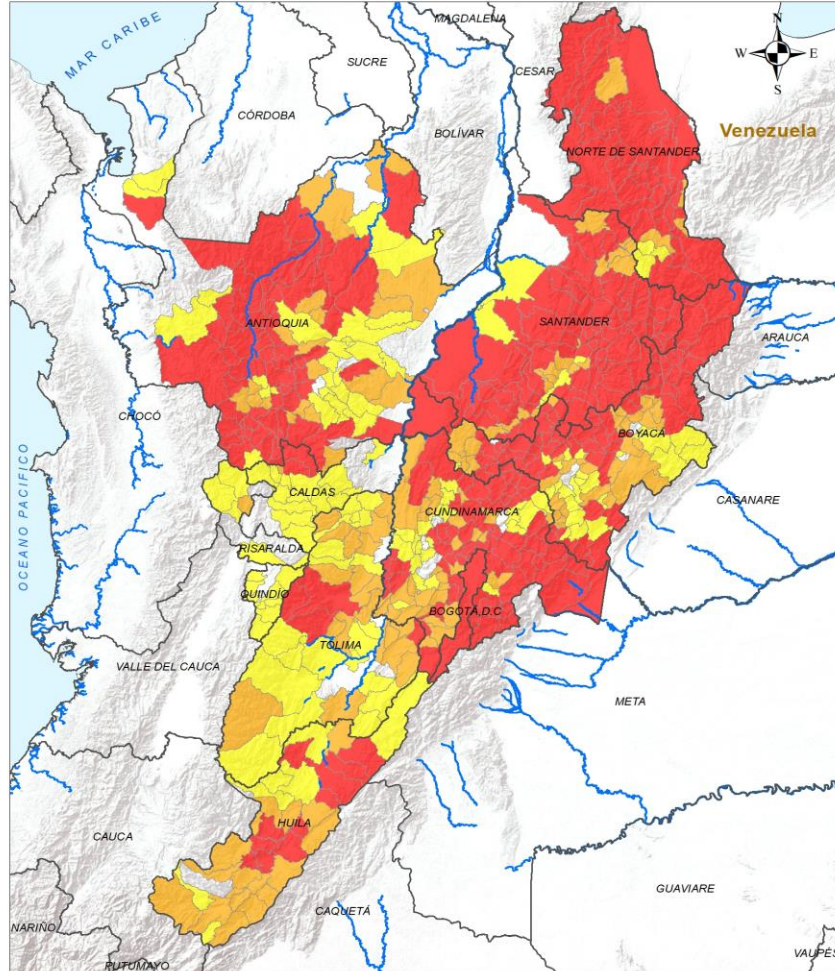 MAGDALENA
MAR CARIBE
SUCRE
CESAR
N
W E
S
CÓRDOBA
BOLÍVAR
Venezuela
NORTE DE SANTANDER
ANTIOQUIA
SANTANDER
ARAUCA
CHOCÓ
BOYACÁ
OCEANO PACIFICO
CALDAS
CUNDINAMARCA
CASANARE
RISARALDA
QUINDÍO
BOGOTÁ, D.C
TOLIMA
VALLE DEL CAUCA
META
HUILA
CAUCA
GUAVIARE
CAQUETÁ
NARIÑO
PUTUMAYO
VAUPÉS